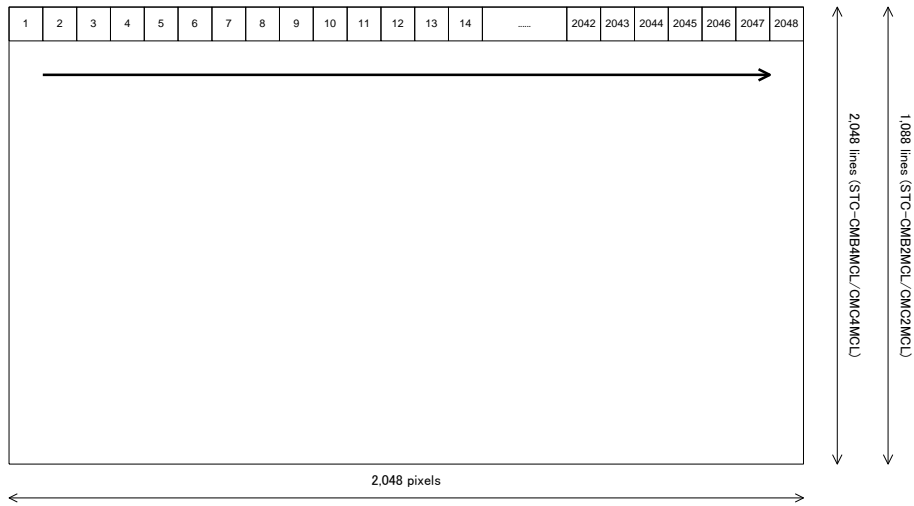 1 2 3 4 5 6 7 8 9 10 11 12 13 14 ...... 2042 2043 2044 2045 2046 2047 2048
2,048 lines (STC-CMB4MCL/CMC4MCL)
1,088 lines (STC-CMB2MCL/CMC2MCL)
2,048 pixels